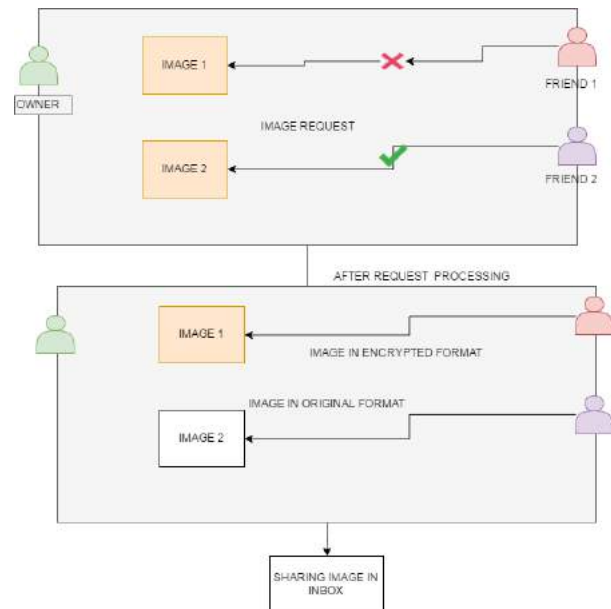 IMAGE 1
OWNER
FRIEND 1
IMAGE REQUEST
IMAGE 2
FRIEND 2
AFTER REQUEST PROCESSING
IMAGE 1
IMAGE IN ENCRYPTED FORMAT
IMAGE IN ORIGINAL FORMAT
IMAGE 2
SHARING IMAGE IN
INBOX